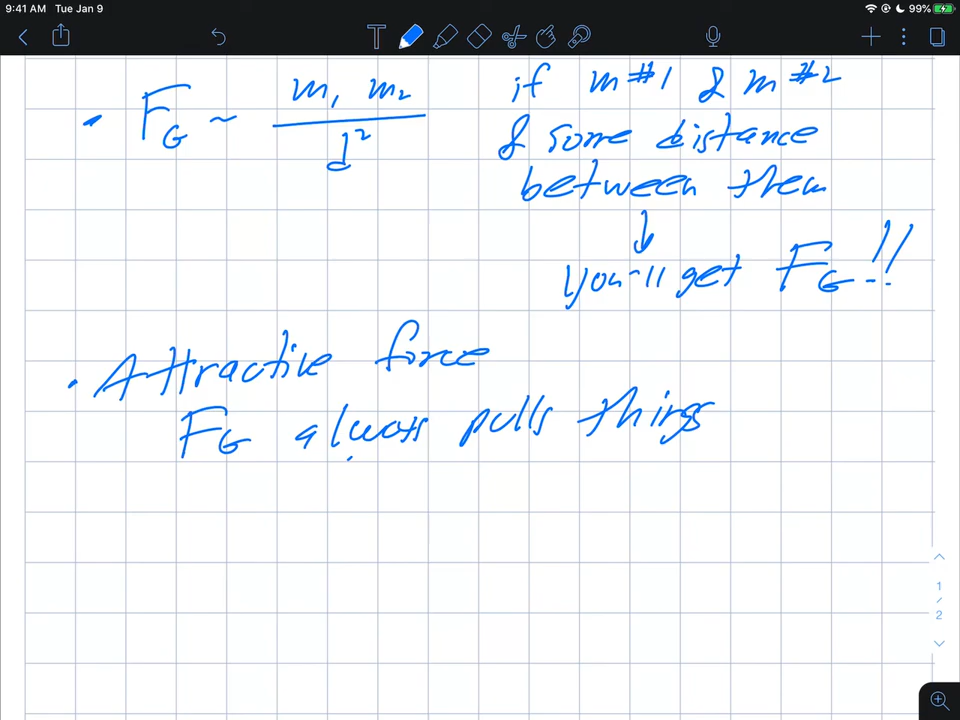 9:41 AM Tue Jan 9
99%
T
• F_G ~ m₁ m₂ / d²
if m#1 & m#2
& some distance
between them
↓
you'll get F_G !!
• Attractive force
F_G always pulls things
1
/
2